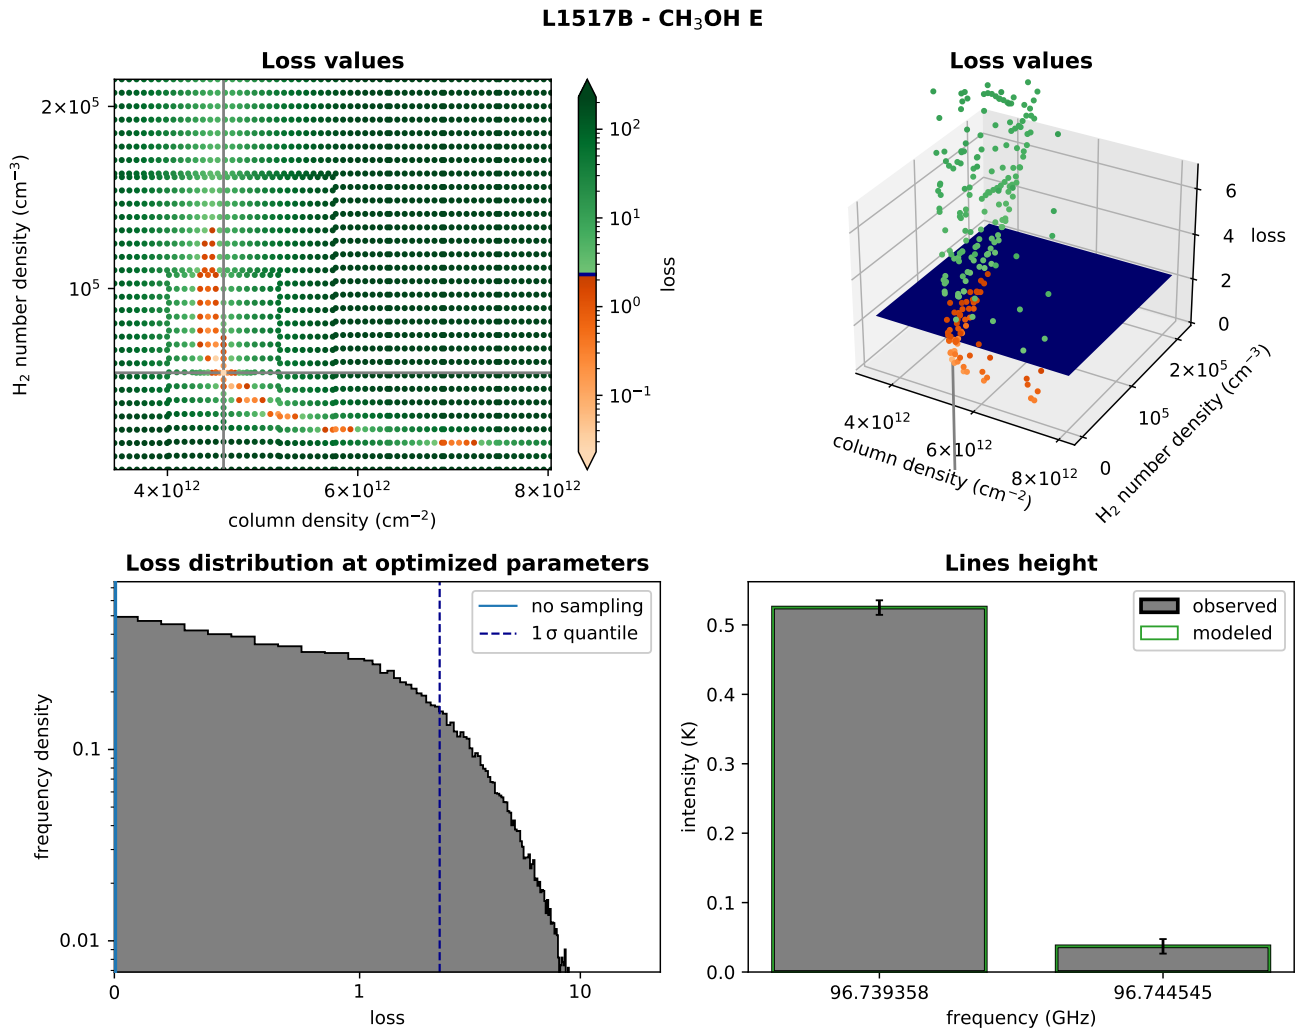 L1517B - CH₃OH E
Loss values
H₂ number density (cm⁻³)
2×10⁵
10⁵
4×10¹²
6×10¹²
8×10¹²
column density (cm⁻²)
10²
10¹
10⁰
10⁻¹
loss
Loss values
6
4
2
0
loss
2×10⁵
10⁵
0
H₂ number density (cm⁻³)
4×10¹²
6×10¹²
8×10¹²
column density (cm⁻²)
Loss distribution at optimized parameters
no sampling
1 σ quantile
frequency density
0.1
0.01
0
1
10
loss
Lines height
observed
modeled
intensity (K)
0.5
0.4
0.3
0.2
0.1
0.0
96.739358
96.744545
frequency (GHz)